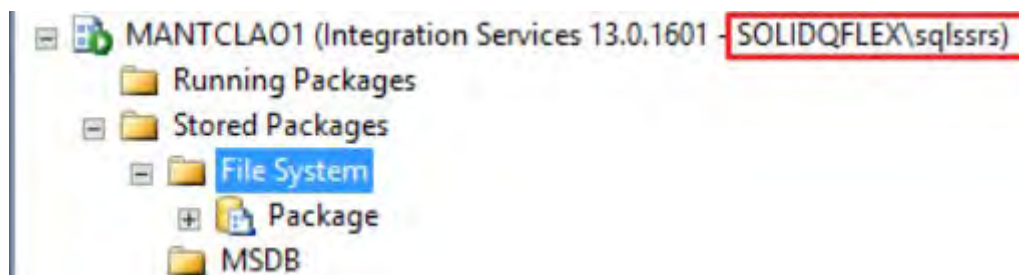 MANTCLAO1 (Integration Services 13.0.1601 - SOLIDQFLEX\sqlssrs)
Running Packages
Stored Packages
File System
Package
MSDB